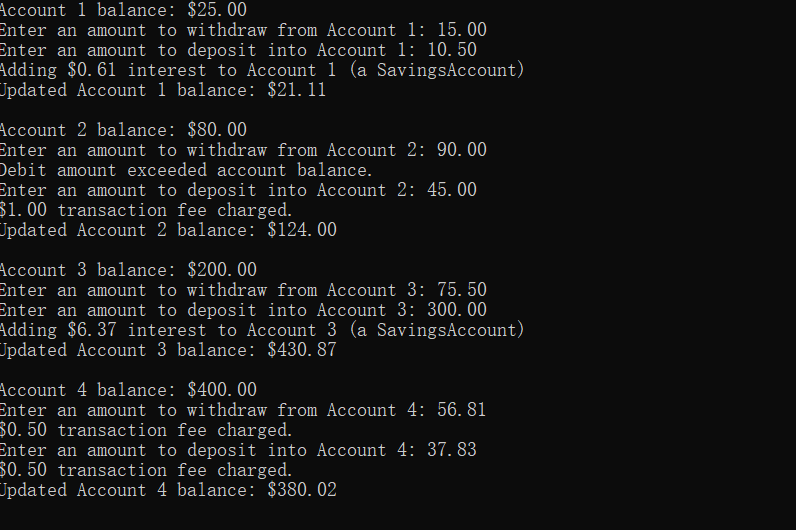 Account 1 balance: $25.00
Enter an amount to withdraw from Account 1: 15.00
Enter an amount to deposit into Account 1: 10.50
Adding $0.61 interest to Account 1 (a SavingsAccount)
Updated Account 1 balance: $21.11
Account 2 balance: $80.00
Enter an amount to withdraw from Account 2: 90.00
Debit amount exceeded account balance.
Enter an amount to deposit into Account 2: 45.00
$1.00 transaction fee charged.
Updated Account 2 balance: $124.00
Account 3 balance: $200.00
Enter an amount to withdraw from Account 3: 75.50
Enter an amount to deposit into Account 3: 300.00
Adding $6.37 interest to Account 3 (a SavingsAccount)
Updated Account 3 balance: $430.87
Account 4 balance: $400.00
Enter an amount to withdraw from Account 4: 56.81
$0.50 transaction fee charged.
Enter an amount to deposit into Account 4: 37.83
$0.50 transaction fee charged.
Updated Account 4 balance: $380.02